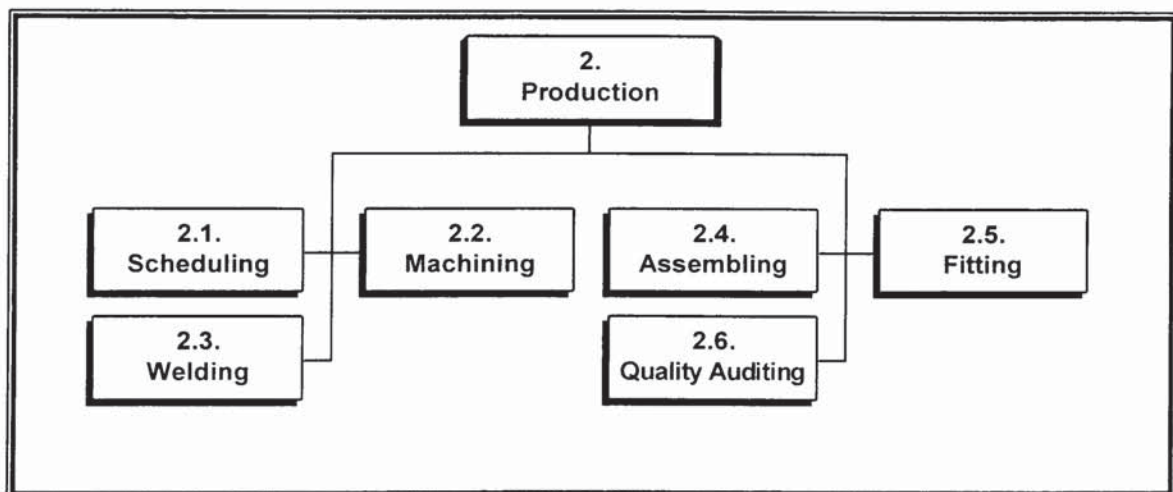 2.
Production
2.1.
Scheduling
2.2.
Machining
2.3.
Welding
2.4.
Assembling
2.5.
Fitting
2.6.
Quality Auditing